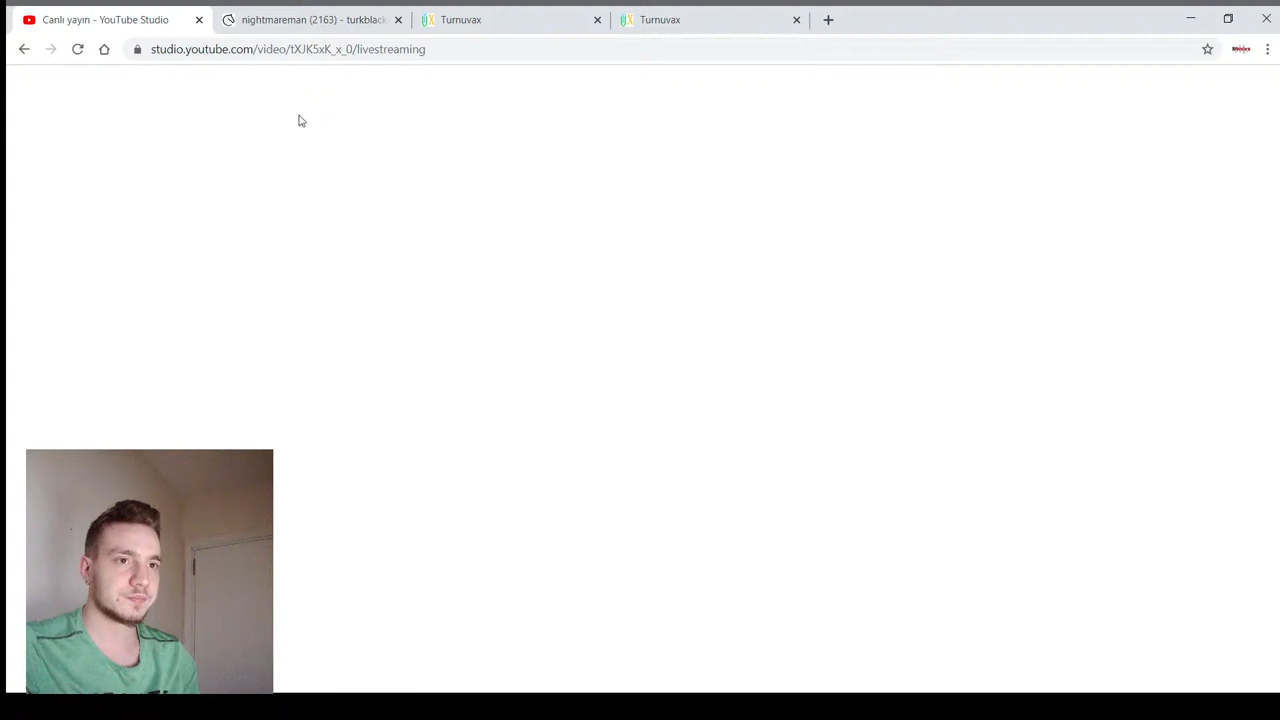 Canlı yayın - YouTube Studio
nightmareman (2163) - turkblack
Turnuvax
Turnuvax
studio.youtube.com/video/tXJK5xK_x_0/livestreaming